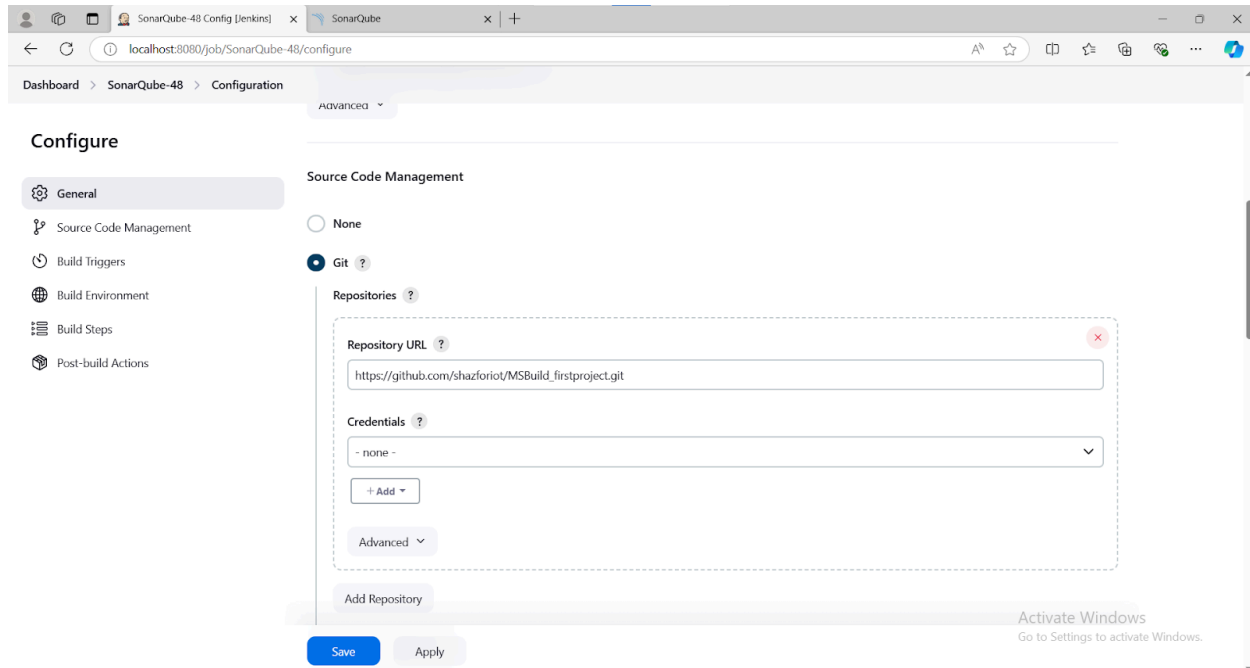 SonarQube-48 Config [Jenkins]
SonarQube
localhost:8080/job/SonarQube-48/configure
Dashboard > SonarQube-48 > Configuration
Advanced
Configure
General
Source Code Management
Build Triggers
Build Environment
Build Steps
Post-build Actions
Source Code Management
None
Git ?
Repositories ?
Repository URL ?
https://github.com/shazforiot/MSBuild_firstproject.git
Credentials ?
- none -
+ Add
Advanced
Add Repository
Save
Apply
Activate Windows
Go to Settings to activate Windows.